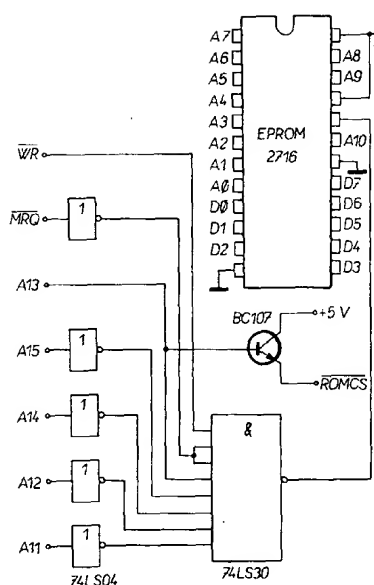 A7
A6
A5
A4
A3
A2
A1
A0
D0
D1
D2
EPROM
2716
A8
A9
A10
D7
D6
D5
D4
D3
WR
MRQ
1
A13
BC107
+5 V
ROMCS
A15
1
A14
1
A12
1
A11
1
&
74LS04
74LS30